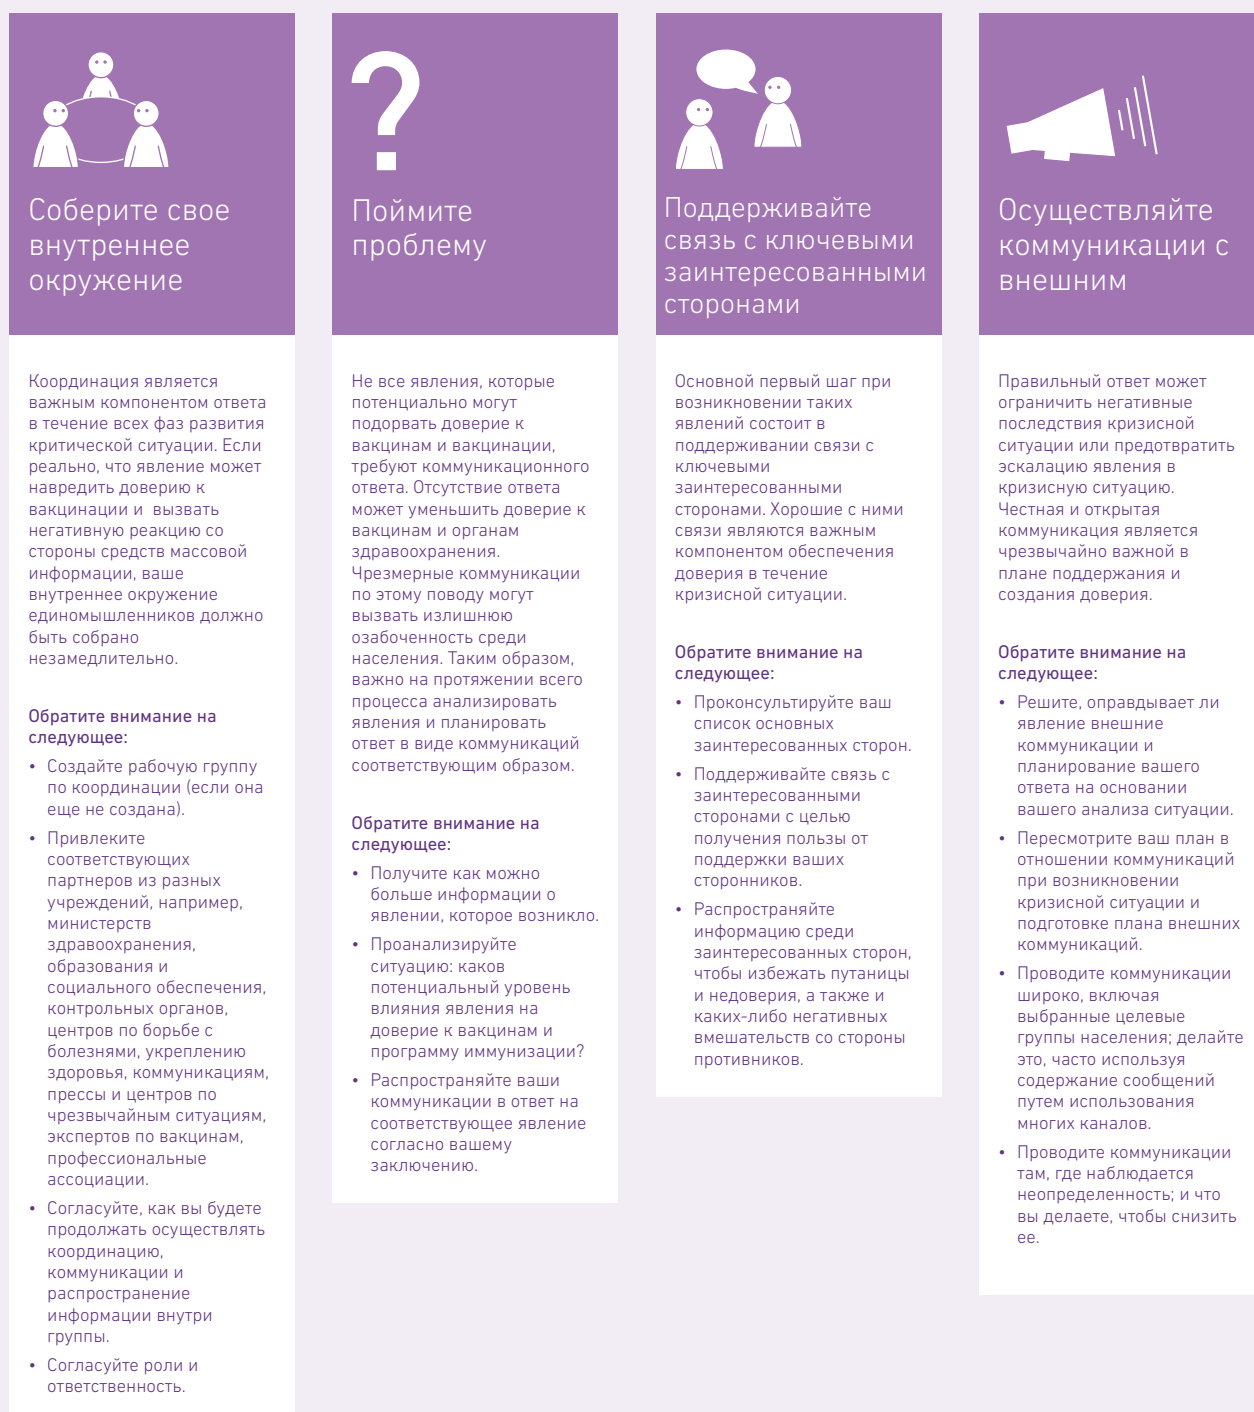 Соберите свое
внутреннее
окружение
Координация является
важным компонентом ответа
в течение всех фаз развития
критической ситуации. Если
реально, что явление может
навредить доверию к
вакцинации и вызвать
негативную реакцию со
стороны средств массовой
информации, ваше
внутреннее окружение
единомышленников должно
быть собрано
незамедлительно.
Обратите внимание на
следующее:
• Создайте рабочую группу
по координации (если она
еще не создана).
• Привлеките
соответствующих
партнеров из разных
учреждений, например,
министерств
здравоохранения,
образования и
социального обеспечения,
контрольных органов,
центров по борьбе с
болезнями, укреплению
здоровья, коммуникациям,
прессы и центров по
чрезвычайным ситуациям,
экспертов по вакцинам,
профессиональные
ассоциации.
• Согласуйте, как вы будете
продолжать осуществлять
координацию,
коммуникации и
распространение
информации внутри
группы.
• Согласуйте роли и
ответственность.
?
Поймите
проблему
Не все явления, которые
потенциально могут
подорвать доверие к
вакцинам и вакцинации,
требуют коммуникационного
ответа. Отсутствие ответа
может уменьшить доверие к
вакцинам и органам
здравоохранения.
Чрезмерные коммуникации
по этому поводу могут
вызвать излишнюю
озабоченность среди
населения. Таким образом,
важно на протяжении всего
процесса анализировать
явления и планировать
ответ в виде коммуникаций
соответствующим образом.
Обратите внимание на
следующее:
• Получите как можно
больше информации о
явлении, которое возникло.
• Проанализируйте
ситуацию: каков
потенциальный уровень
влияния явления на
доверие к вакцинам и
программу иммунизации?
• Распространяйте ваши
коммуникации в ответ на
соответствующее явление
согласно вашему
заключению.
Поддерживайте
связь с ключевыми
заинтересованными
сторонами
Основной первый шаг при
возникновении таких
явлений состоит в
поддерживании связи с
ключевыми
заинтересованными
сторонами. Хорошие с ними
связи являются важным
компонентом обеспечения
доверия в течение
кризисной ситуации.
Обратите внимание на
следующее:
• Проконсультируйте ваш
список основных
заинтересованных сторон.
• Поддерживайте связь с
заинтересованными
сторонами с целью
получения пользы от
поддержки ваших
сторонников.
• Распространяйте
информацию среди
заинтересованных сторон,
чтобы избежать путаницы
и недоверия, а также и
каких-либо негативных
вмешательств со стороны
противников.
Осуществляйте
коммуникации с
внешним
Правильный ответ может
ограничить негативные
последствия кризисной
ситуации или предотвратить
эскалацию явления в
кризисную ситуацию.
Честная и открытая
коммуникация является
чрезвычайно важной в
плане поддержания и
создания доверия.
Обратите внимание на
следующее:
• Решите, оправдывает ли
явление внешние
коммуникации и
планирование вашего
ответа на основании
вашего анализа ситуации.
• Пересмотрите ваш план в
отношении коммуникаций
при возникновении
кризисной ситуации и
подготовке плана внешних
коммуникаций.
• Проводите коммуникации
широко, включая
выбранные целевые
группы населения; делайте
это, часто используя
содержание сообщений
путем использования
многих каналов.
• Проводите коммуникации
там, где наблюдается
неопределенность; и что
вы делаете, чтобы снизить
ее.